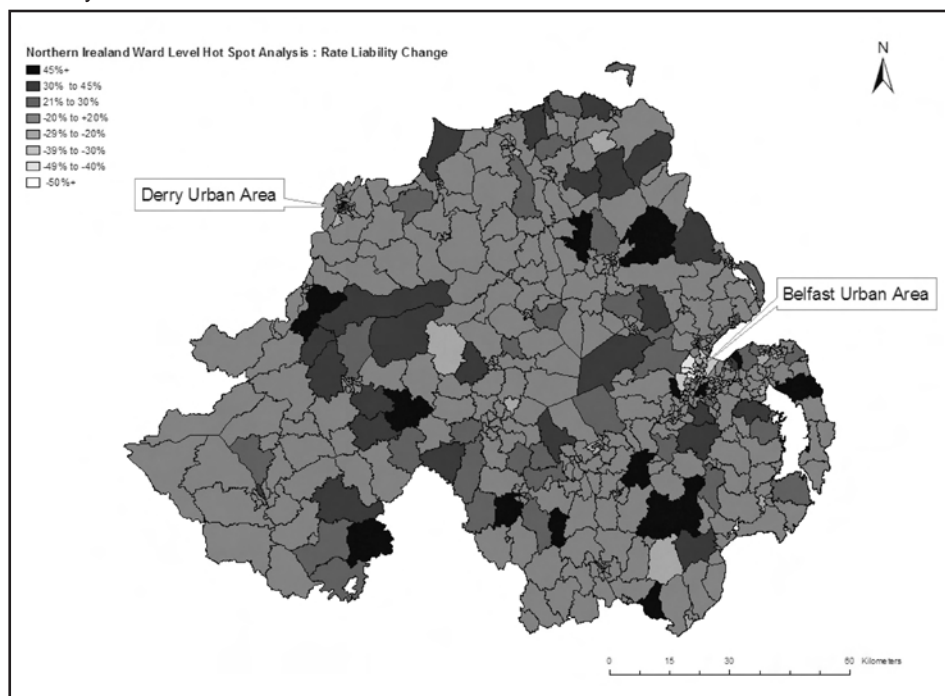 Northern Irealand Ward Level Hot Spot Analysis : Rate Liability Change
45%+
30% to 45%
21% to 30%
-20% to +20%
-29% to -20%
-39% to -30%
-49% to -40%
-50%+
N
Derry Urban Area
Belfast Urban Area
0 15 30 60 Kilometers